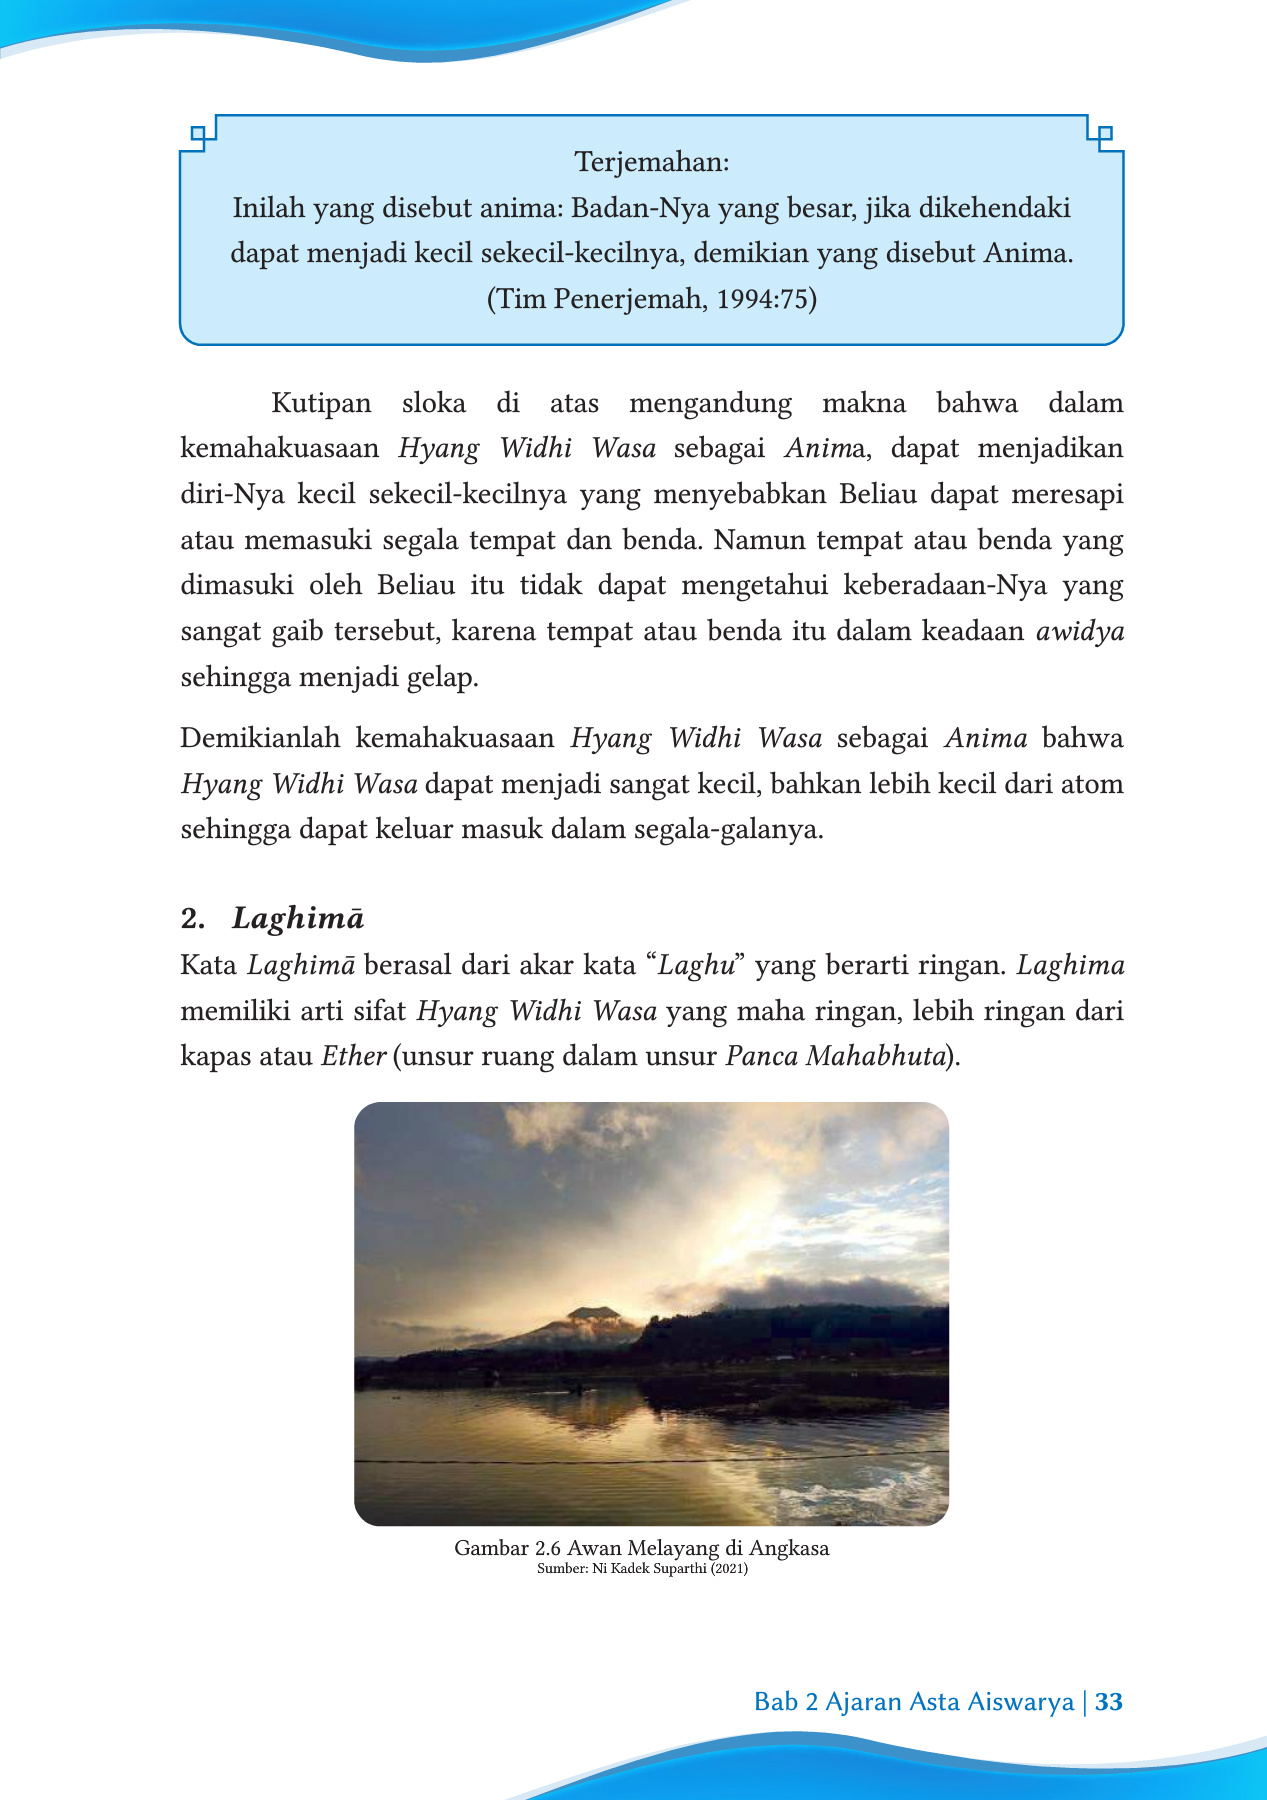 Terjemahan:
Inilah yang disebut anima: Badan-Nya yang besar, jika dikehendaki
dapat menjadi kecil sekecil-kecilnya, demikian yang disebut Anima.
(Tim Penerjemah, 1994:75)
Kutipan sloka di atas mengandung makna bahwa dalam
kemahakuasaan Hyang Widhi Wasa sebagai Anima, dapat menjadikan
diri-Nya kecil sekecil-kecilnya yang menyebabkan Beliau dapat meresapi
atau memasuki segala tempat dan benda. Namun tempat atau benda yang
dimasuki oleh Beliau itu tidak dapat mengetahui keberadaan-Nya yang
sangat gaib tersebut, karena tempat atau benda itu dalam keadaan awidya
sehingga menjadi gelap.
Demikianlah kemahakuasaan Hyang Widhi Wasa sebagai Anima bahwa
Hyang Widhi Wasa dapat menjadi sangat kecil, bahkan lebih kecil dari atom
sehingga dapat keluar masuk dalam segala-galanya.
2. Laghimā
Kata Laghimā berasal dari akar kata “Laghu” yang berarti ringan. Laghima
memiliki arti sifat Hyang Widhi Wasa yang maha ringan, lebih ringan dari
kapas atau Ether (unsur ruang dalam unsur Panca Mahabhuta).
Gambar 2.6 Awan Melayang di Angkasa
Sumber: Ni Kadek Suparthi (2021)
Bab 2 Ajaran Asta Aiswarya | 33